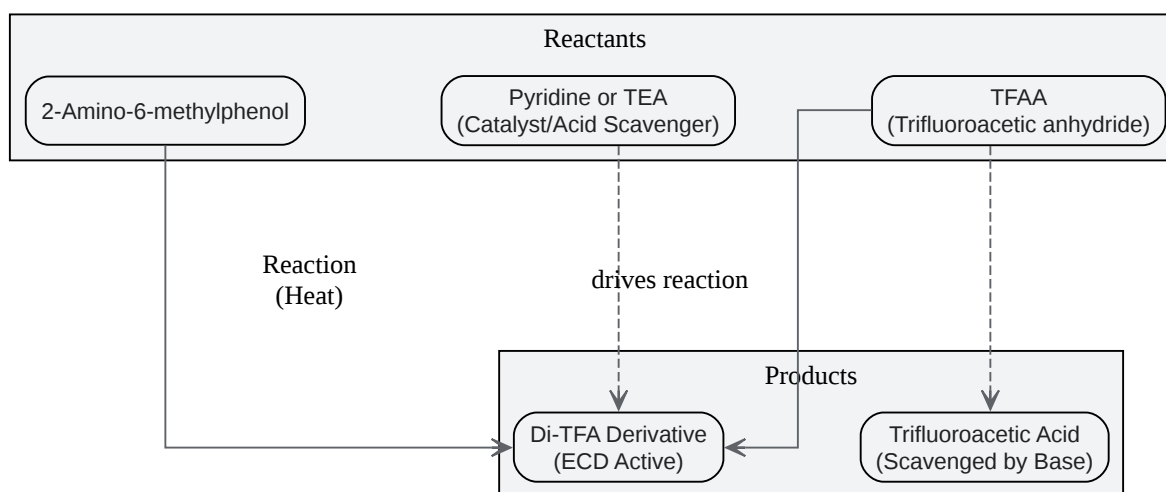 Reactants
2-Amino-6-methylphenol
Pyridine or TEA
(Catalyst/Acid Scavenger)
TFAA
(Trifluoroacetic anhydride)
Reaction
(Heat)
drives reaction
Products
Di-TFA Derivative
(ECD Active)
Trifluoroacetic Acid
(Scavenged by Base)